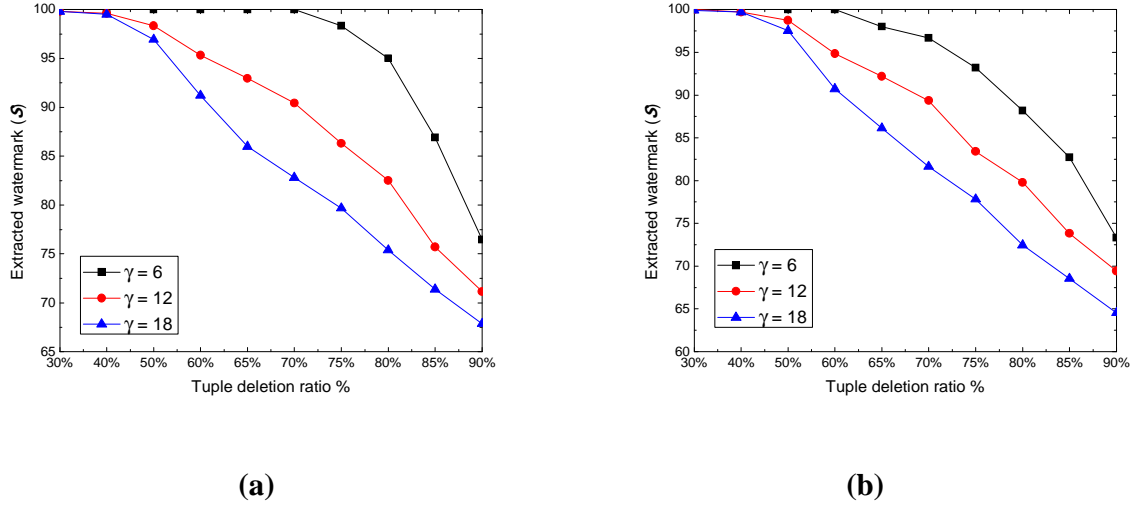 100
95
90
85
80
75
70
65
Extracted watermark (𝓢)
γ = 6
γ = 12
γ = 18
30% 40% 50% 60% 65% 70% 75% 80% 85% 90%
Tuple deletion ratio %
(a)
100
95
90
85
80
75
70
65
60
Extracted watermark (𝓢)
γ = 6
γ = 12
γ = 18
30% 40% 50% 60% 65% 70% 75% 80% 85% 90%
Tuple deletion ratio %
(b)